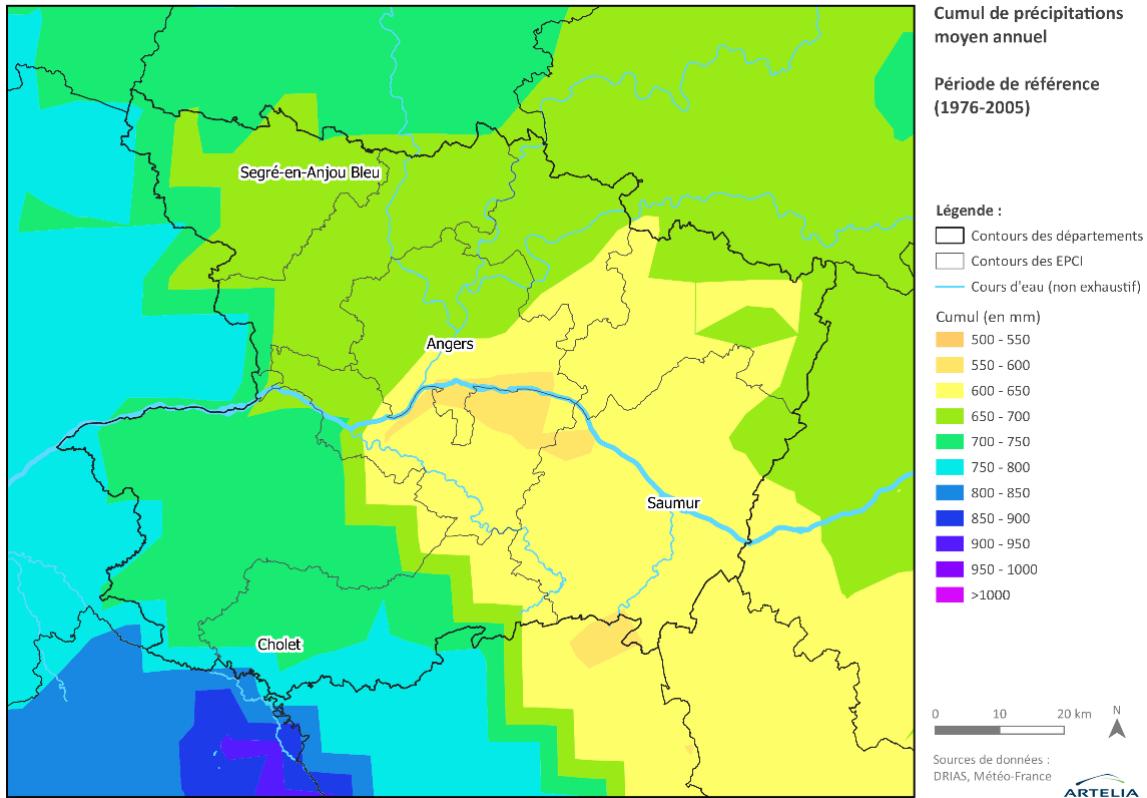 Cumul de précipitations
moyen annuel
Période de référence
(1976-2005)
Segré-en-Anjou Bleu
Angers
Saumur
Cholet
Légende :
Contours des départements
Contours des EPCI
Cours d'eau (non exhaustif)
Cumul (en mm)
500 - 550
550 - 600
600 - 650
650 - 700
700 - 750
750 - 800
800 - 850
850 - 900
900 - 950
950 - 1000
>1000
0 10 20 km
N
Sources de données :
DRIAS, Météo-France
ARTELIA